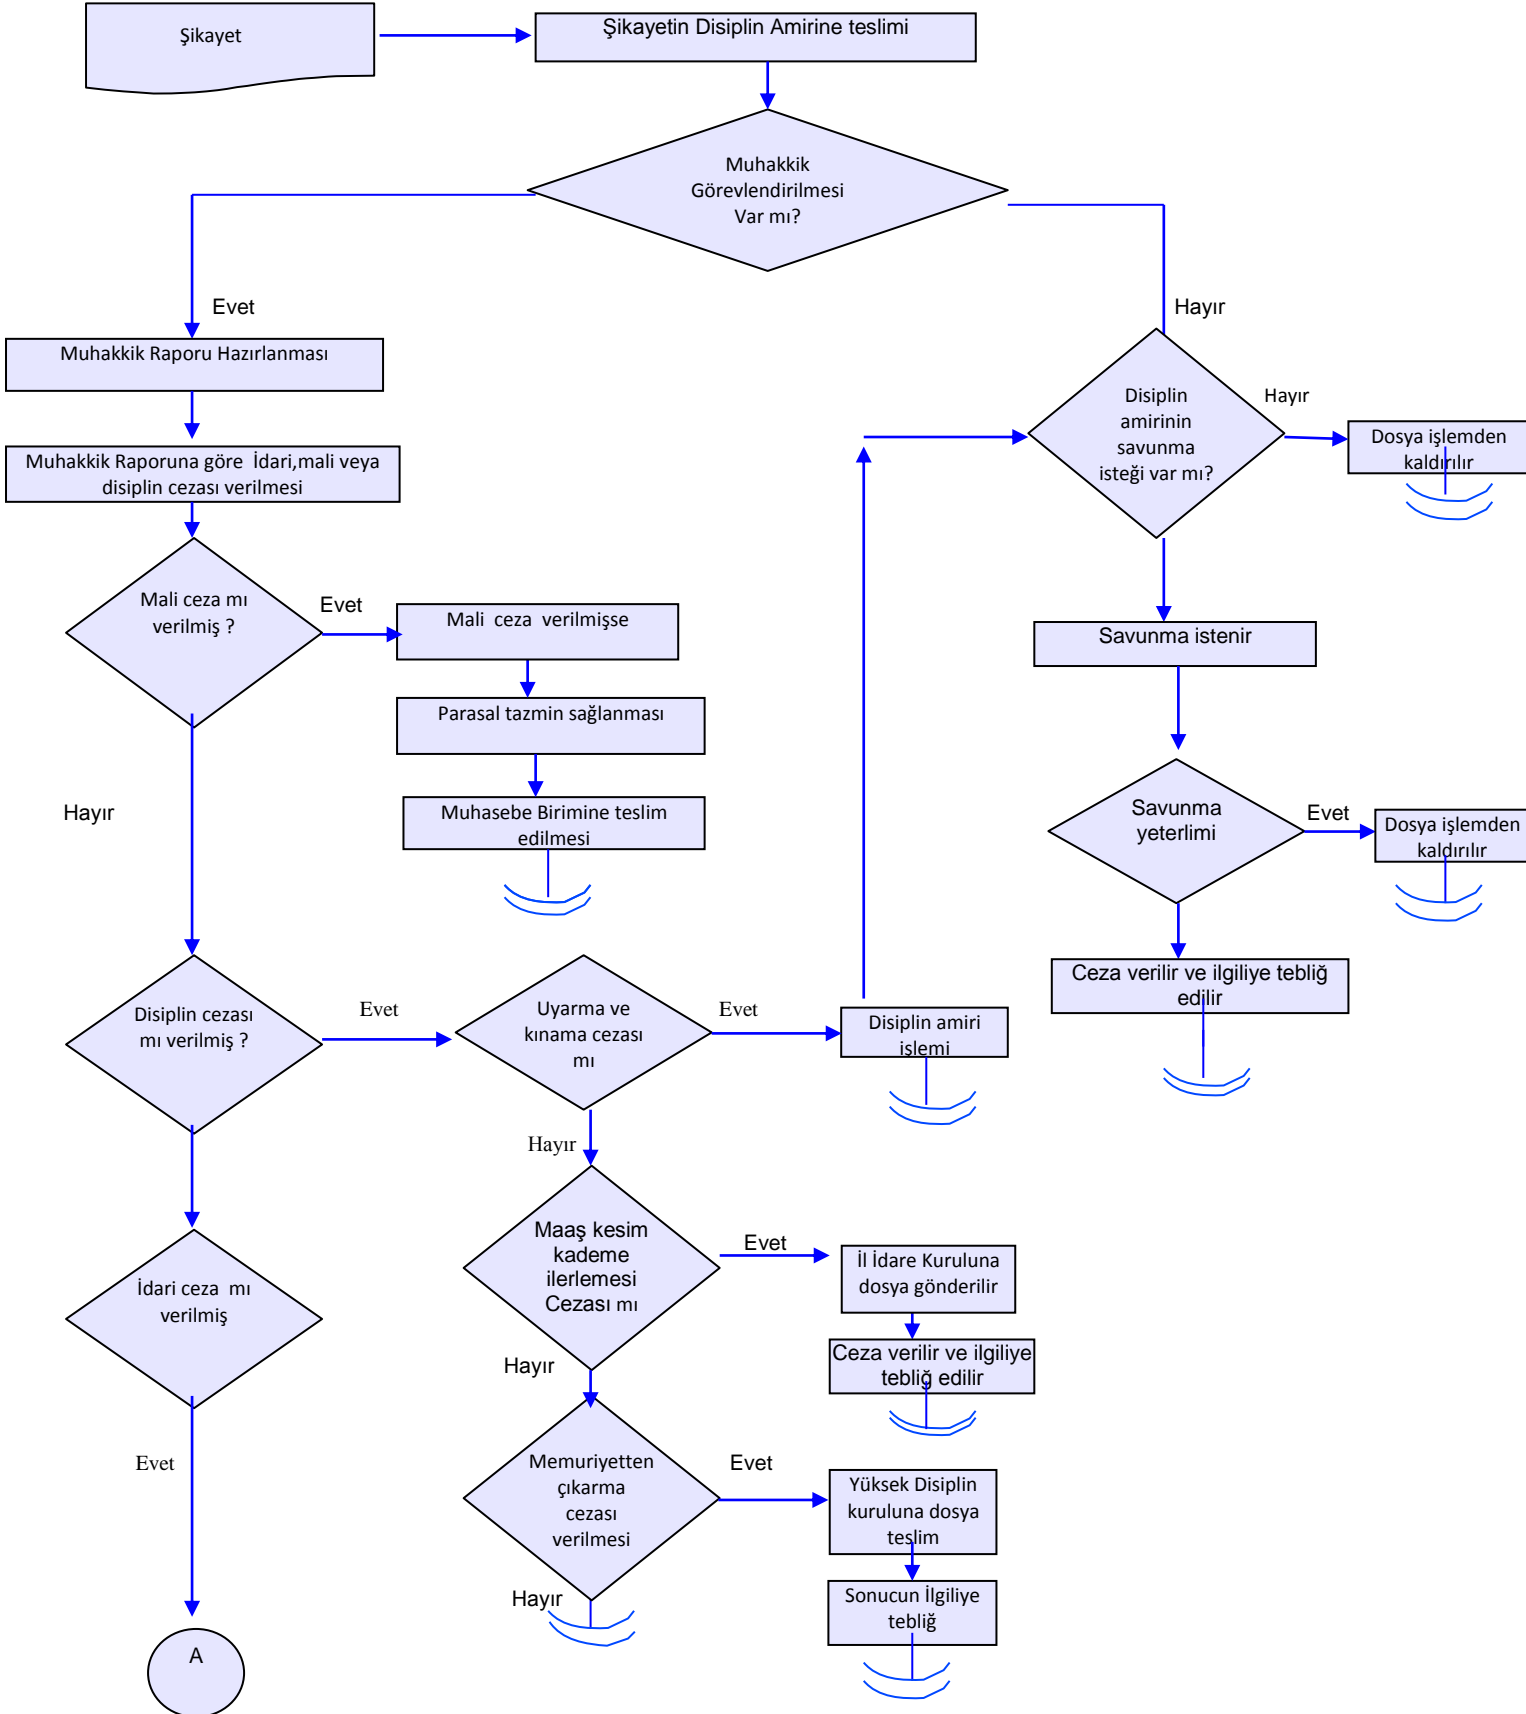 Şikayet
Şikayetin Disiplin Amirine teslimi
Muhakkik
Görevlendirilmesi
Var mı?
Evet
Hayır
Muhakkik Raporu Hazırlanması
Disiplin
amirinin
savunma
isteği var mı?
Hayır
Dosya işlemden
kaldırılır
Muhakkik Raporuna göre İdari,mali veya
disiplin cezası verilmesi
Mali ceza mı
verilmiş ?
Evet
Mali ceza verilmişse
Savunma istenir
Parasal tazmin sağlanması
Hayır
Muhasebe Birimine teslim
edilmesi
Savunma
yeterlimi
Evet
Dosya işlemden
kaldırılır
Ceza verilir ve ilgiliye tebliğ
edilir
Disiplin cezası
mı verilmiş ?
Evet
Uyarma ve
kınama cezası
mı
Evet
Disiplin amiri
işlemi
Hayır
Maaş kesim
kademe
ilerlemesi
Cezası mı
Evet
İl İdare Kuruluna
dosya gönderilir
İdari ceza mı
verilmiş
Hayır
Ceza verilir ve ilgiliye
tebliğ edilir
Evet
Memuriyetten
çıkarma
cezası
verilmesi
Evet
Yüksek Disiplin
kuruluna dosya
teslim
Hayır
Sonucun İlgiliye
tebliğ
A